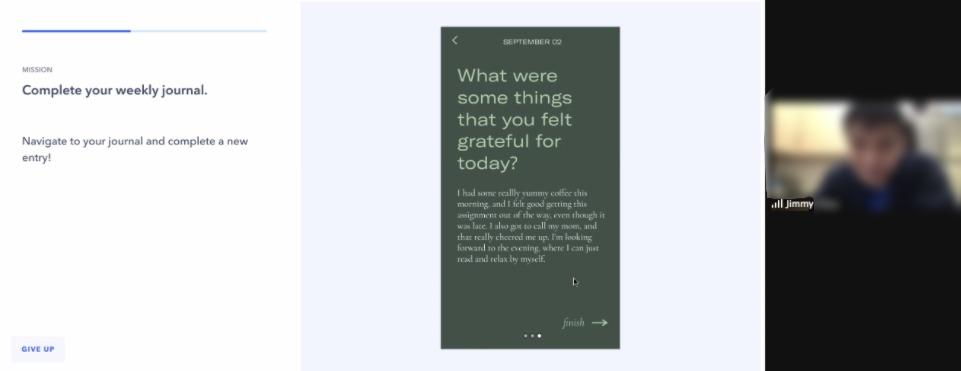 MISSION
Complete your weekly journal.
Navigate to your journal and complete a new
entry!
GIVE UP
SEPTEMBER 02
What were
some things
that you felt
grateful for
today?
I had some reallly yummy coffee this
morning, and I felt good getting this
assignment out of the way, even though it
was late. I also got to call my mom, and
that really cheered me up. I'm looking
forward to the evening, where I can just
read and relax by myself.
finish
Jimmy